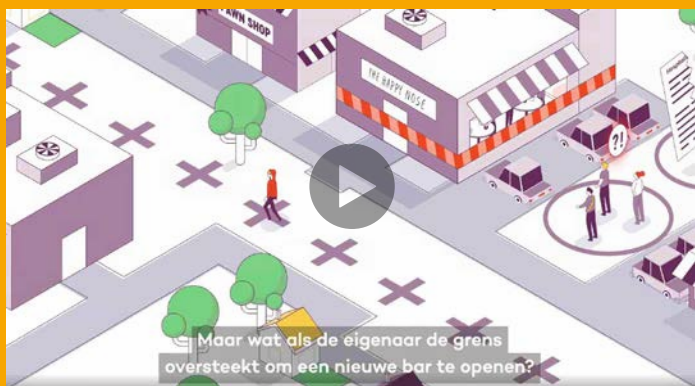 PAWN SHOP
THE HAPPY NOSE
?!
Maar wat als de eigenaar de grens
oversteekt om een nieuwe bar te openen?